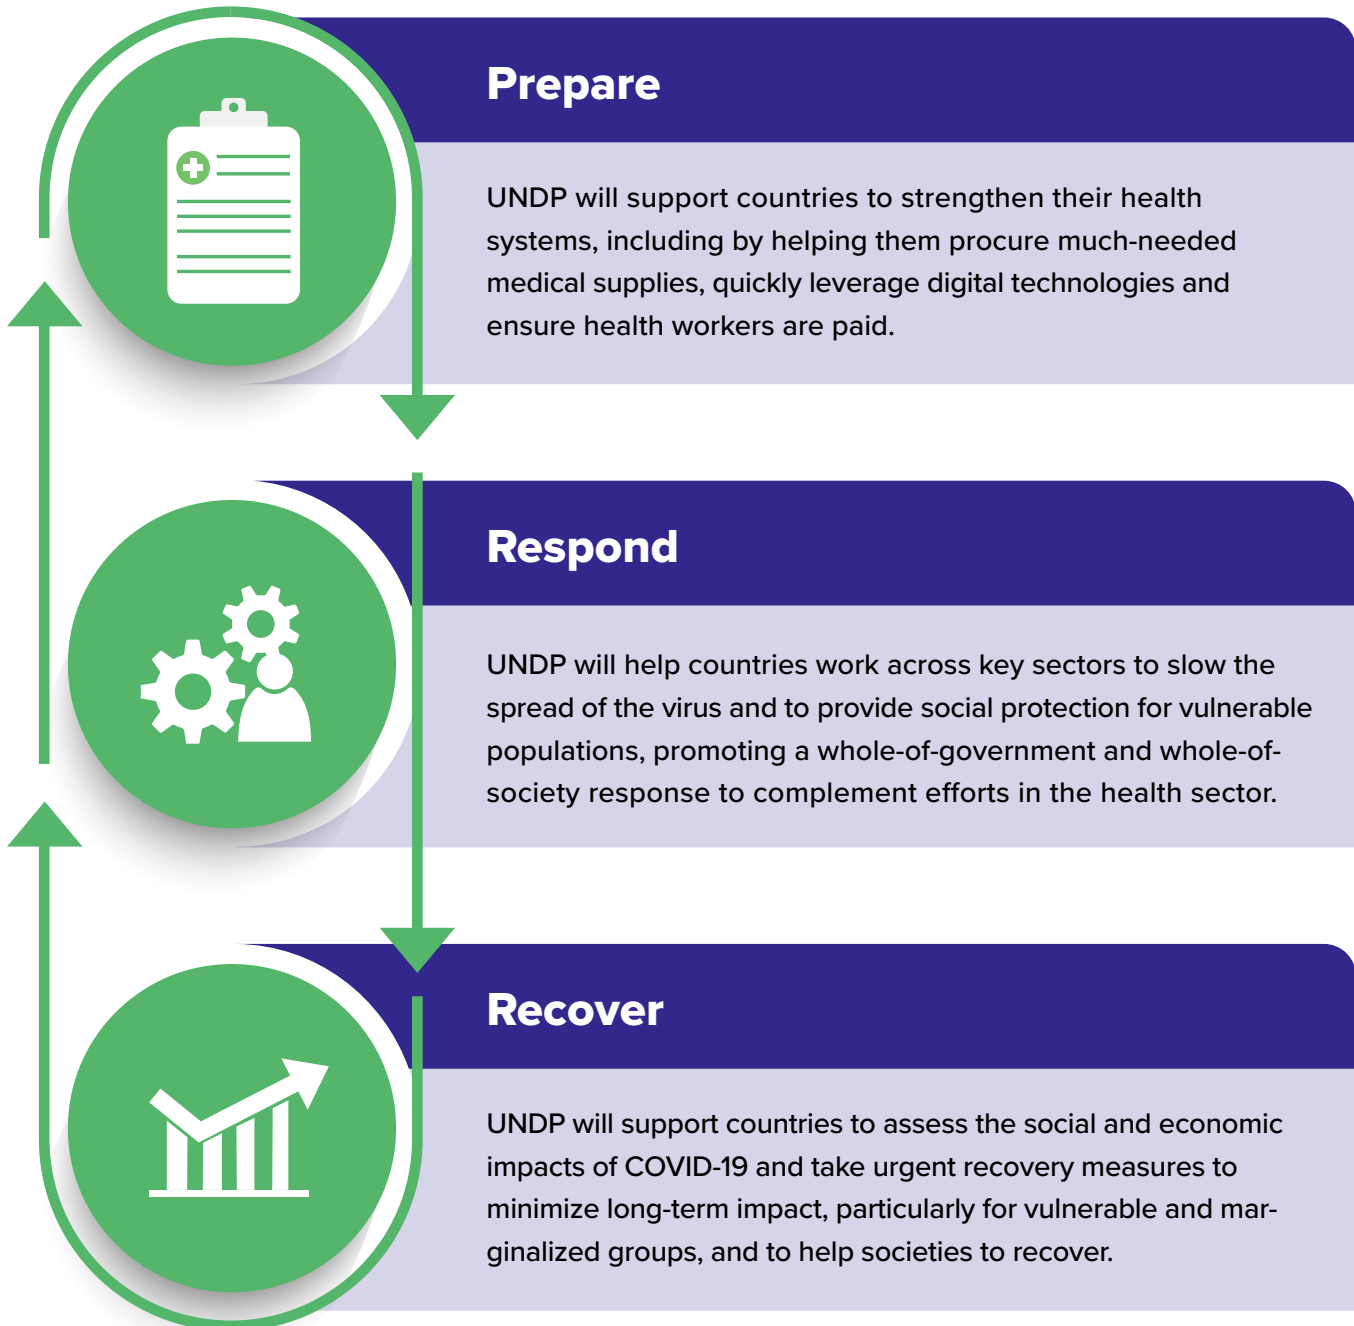 Prepare
UNDP will support countries to strengthen their health
systems, including by helping them procure much-needed
medical supplies, quickly leverage digital technologies and
ensure health workers are paid.
Respond
UNDP will help countries work across key sectors to slow the
spread of the virus and to provide social protection for vulnerable
populations, promoting a whole-of-government and whole-of-
society response to complement efforts in the health sector.
Recover
UNDP will support countries to assess the social and economic
impacts of COVID-19 and take urgent recovery measures to
minimize long-term impact, particularly for vulnerable and mar-
ginalized groups, and to help societies to recover.